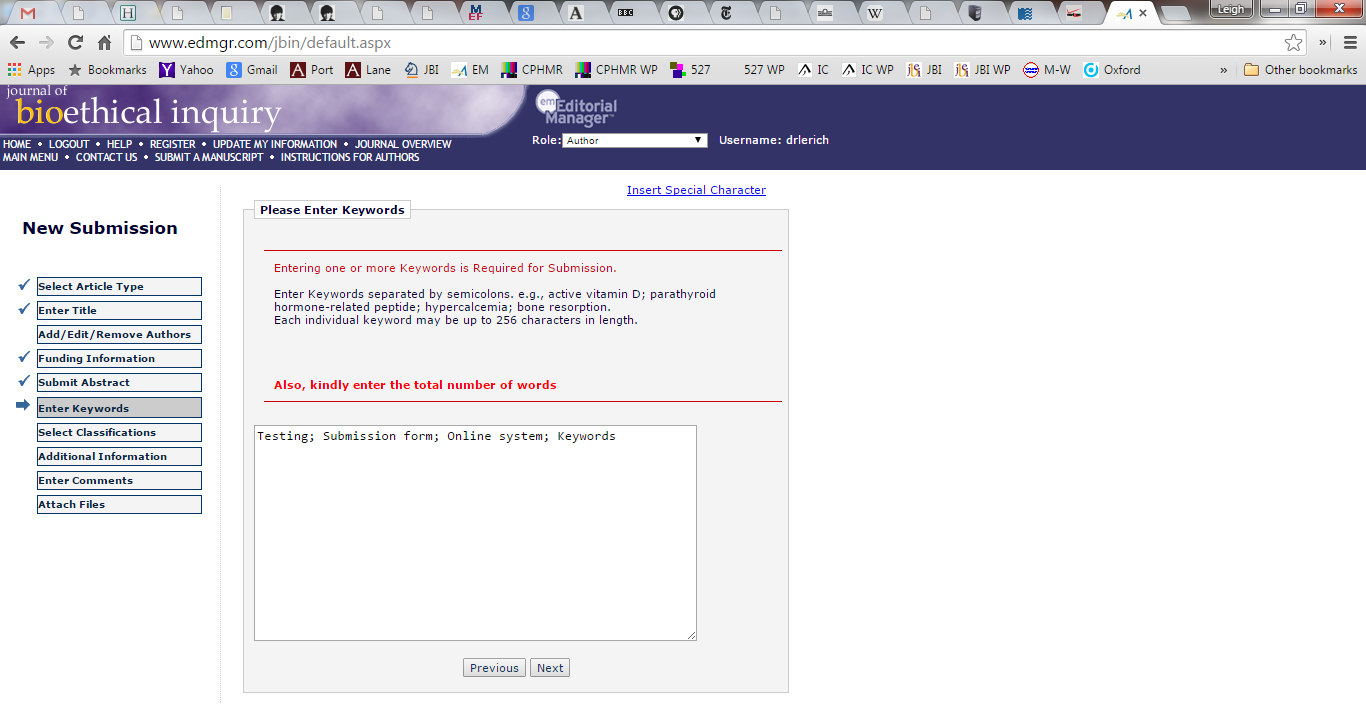 Leigh
www.edmgr.com/jbin/default.aspx
Apps Bookmarks Yahoo Gmail Port Lane JBI EM CPHMR CPHMR WP 527 527 WP IC IC WP JBI JBI WP M-W Oxford » Other bookmarks
journal of
bioethical inquiry
em Editorial
Manager™
HOME • LOGOUT • HELP • REGISTER • UPDATE MY INFORMATION • JOURNAL OVERVIEW
MAIN MENU • CONTACT US • SUBMIT A MANUSCRIPT • INSTRUCTIONS FOR AUTHORS
Role: Author Username: drlerich
Insert Special Character
New Submission
Select Article Type
Enter Title
Add/Edit/Remove Authors
Funding Information
Submit Abstract
Enter Keywords
Select Classifications
Additional Information
Enter Comments
Attach Files
Please Enter Keywords
Entering one or more Keywords is Required for Submission.
Enter Keywords separated by semicolons. e.g., active vitamin D; parathyroid
hormone-related peptide; hypercalcemia; bone resorption.
Each individual keyword may be up to 256 characters in length.
Also, kindly enter the total number of words
Testing; Submission form; Online system; Keywords
Previous Next